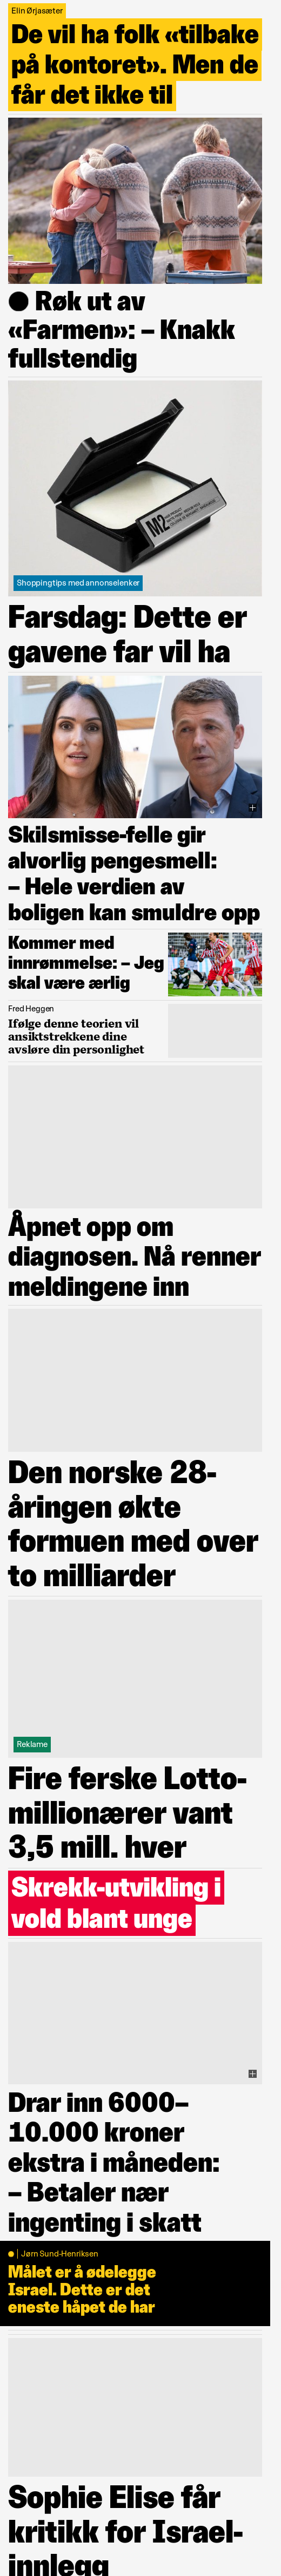 Elin Ørjasæter
De vil ha folk «tilbake
på kontoret». Men de
får det ikke til
Røk ut av
«Farmen»: – Knakk
fullstendig
M2
Shoppingtips med annonselenker
Farsdag: Dette er
gavene far vil ha
Skilsmisse-felle gir
alvorlig pengesmell:
– Hele verdien av
boligen kan smuldre opp
Kommer med
innrømmelse: – Jeg
skal være ærlig
Fred Heggen
Ifølge denne teorien vil
ansiktstrekkene dine
avsløre din personlighet
Åpnet opp om
diagnosen. Nå renner
meldingene inn
Den norske 28-
åringen økte
formuen med over
to milliarder
Reklame
Fire ferske Lotto-
millionærer vant
3,5 mill. hver
Skrekk-utvikling i
vold blant unge
Drar inn 6000–
10.000 kroner
ekstra i måneden:
– Betaler nær
ingenting i skatt
Jørn Sund-Henriksen
Målet er å ødelegge
Israel. Dette er det
eneste håpet de har
Sophie Elise får
kritikk for Israel-
innlegg